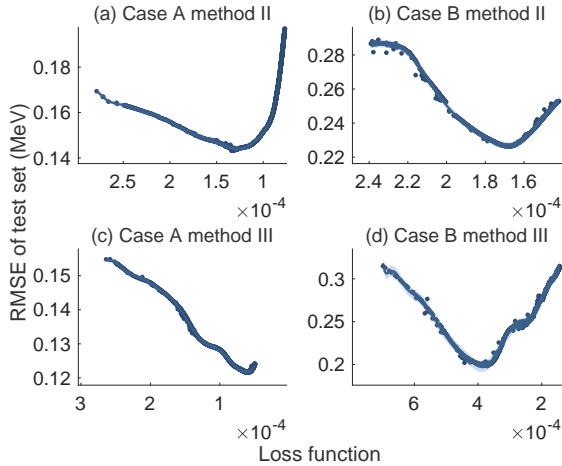 (a) Case A method II
(b) Case B method II
0.18
0.16
0.14
2.5 2 1.5 1
×10⁻⁴
0.28
0.26
0.24
0.22
2.4 2.2 2 1.8 1.6
×10⁻⁴
RMSE of test set (MeV)
(c) Case A method III
(d) Case B method III
0.15
0.14
0.13
0.12
3 2 1 0
×10⁻⁴
0.3
0.25
0.2
6 4 2
×10⁻⁴
Loss function